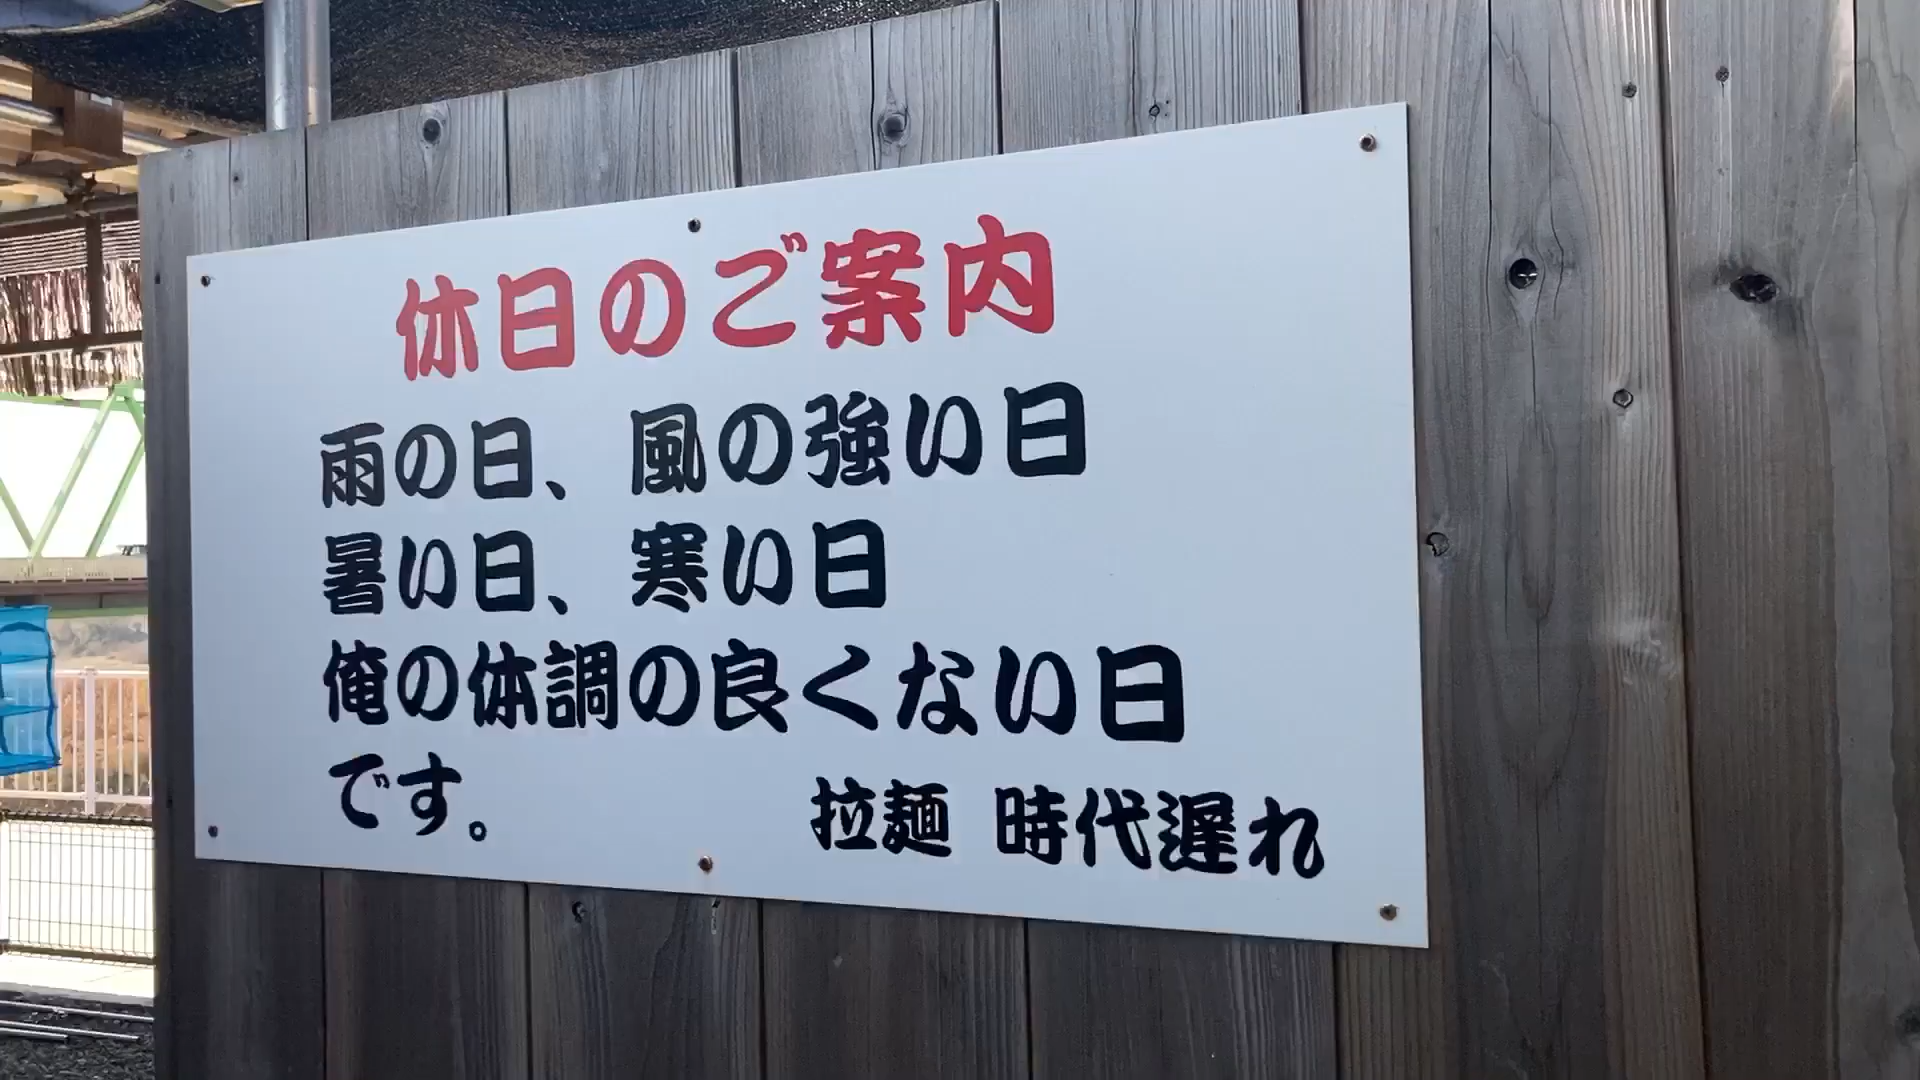 休日のご案内
雨の日、風の強い日
暑い日、寒い日
俺の体調の良くない日
です。
拉麺 時代遅れ